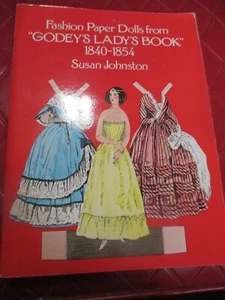 Fashion Paper Dolls from
"GODEY'S LADY'S BOOK,"
1840-1854
Susan Johnston